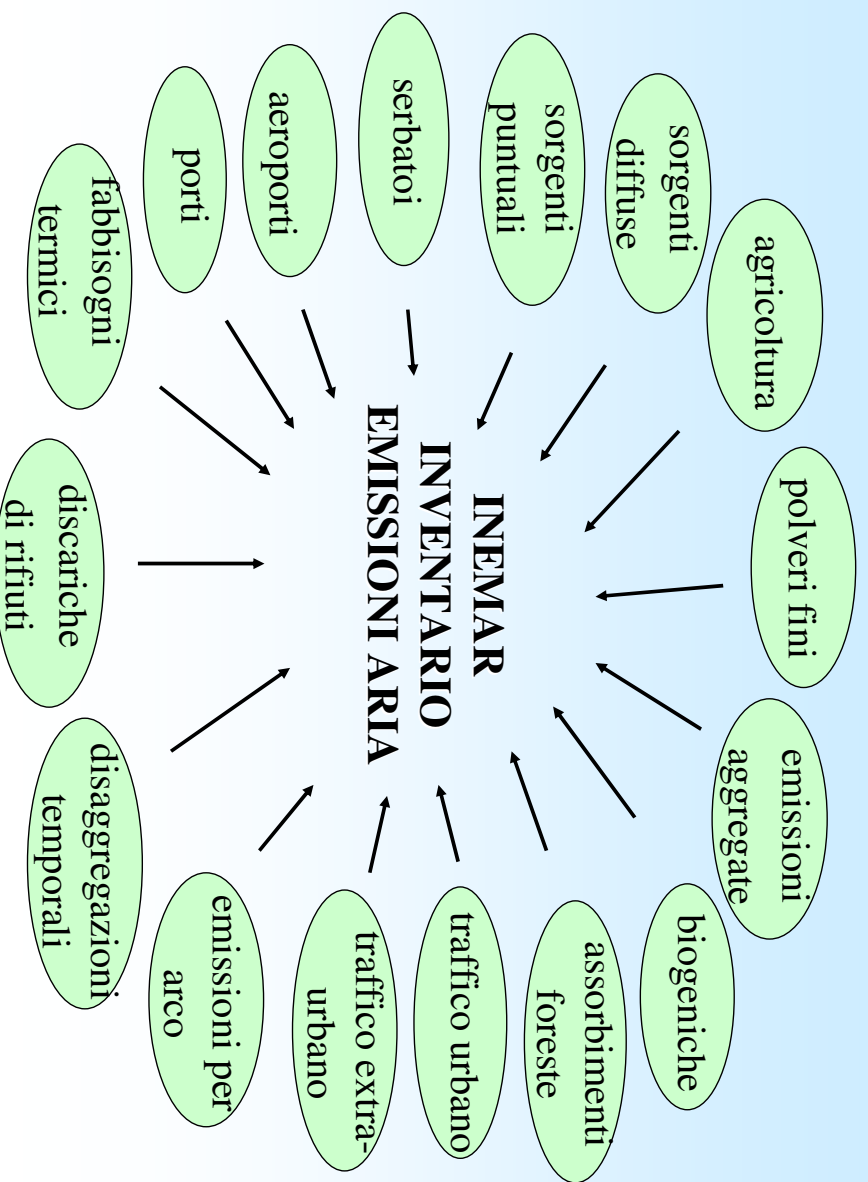 polveri fini
agricoltura
emissioni
aggregate
sorgenti
diffuse
biogeniche
sorgenti
puntuali
assorbimenti
foreste
serbatoi
traffico urbano
aeroporti
traffico extra-
urbano
porti
emissioni per
arco
fabbisogni
termici
disaggregazioni
temporali
discariche
di rifiuti
INEMAR
INVENTARIO
EMISSIONI ARIA